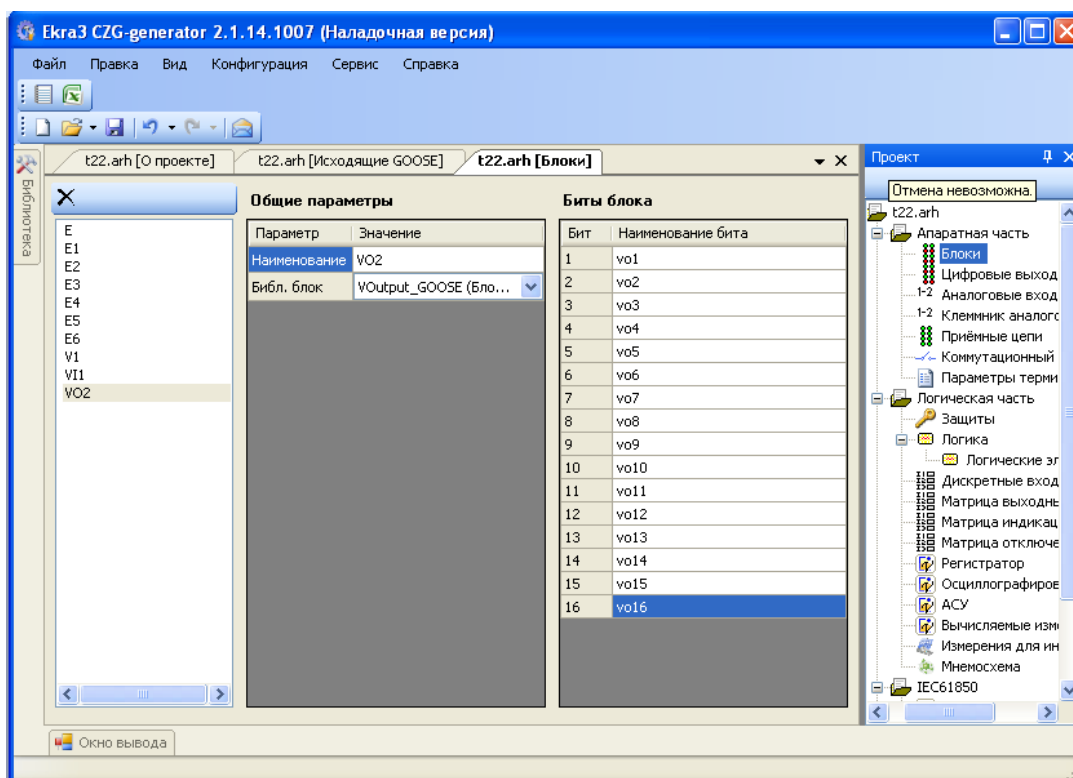 Ekra3 CZG-generator 2.1.14.1007 (Наладочная версия)
Файл Правка Вид Конфигурация Сервис Справка
Библиотека
t22.arh [О проекте] t22.arh [Исходящие GOOSE] t22.arh [Блоки]
E
E1
E2
E3
E4
E5
E6
V1
VI1
VO2
Общие параметры
Параметр Значение
Наименование VO2
Библ. блок VOutput_GOOSE (Бло...
Биты блока
Бит Наименование бита
1 vo1
2 vo2
3 vo3
4 vo4
5 vo5
6 vo6
7 vo7
8 vo8
9 vo9
10 vo10
11 vo11
12 vo12
13 vo13
14 vo14
15 vo15
16 vo16
Проект
Отмена невозможна.
t22.arh
Апаратная часть
Блоки
Цифровые выход
1-2 Аналоговые вход
1-2 Клеммник аналогс
Приёмные цепи
Коммутационный
Параметры терми
Логическая часть
Защиты
Логика
Логические эл
Дискретные вход
Матрица выходнь
Матрица индикац
Матрица отключе
Регистратор
Осциллографиров
АСУ
Вычисляемые изм
Измерения для ин
Мнемосхема
IEC61850
Окно вывода